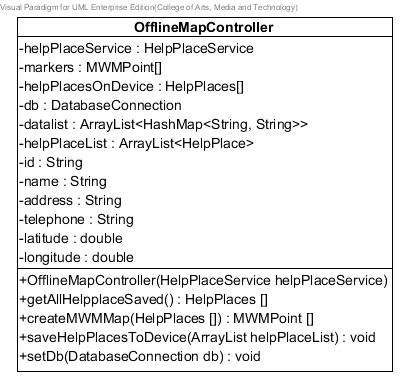 Visual Paradigm for UML Enterprise Edition(College of Arts, Media and Technology)
OfflineMapController
-helpPlaceService : HelpPlaceService
-markers : MWMPoint[]
-helpPlacesOnDevice : HelpPlaces[]
-db : DatabaseConnection
-datalist : ArrayList<HashMap<String, String>>
-helpPlaceList : ArrayList<HelpPlace>
-id : String
-name : String
-address : String
-telephone : String
-latitude : double
-longitude : double
+OfflineMapController(HelpPlaceService helpPlaceService)
+getAllHelpplaceSaved() : HelpPlaces []
+createMWMMap(HelpPlaces []) : MWMPoint []
+saveHelpPlacesToDevice(ArrayList helpPlaceList) : void
+setDb(DatabaseConnection db) : void